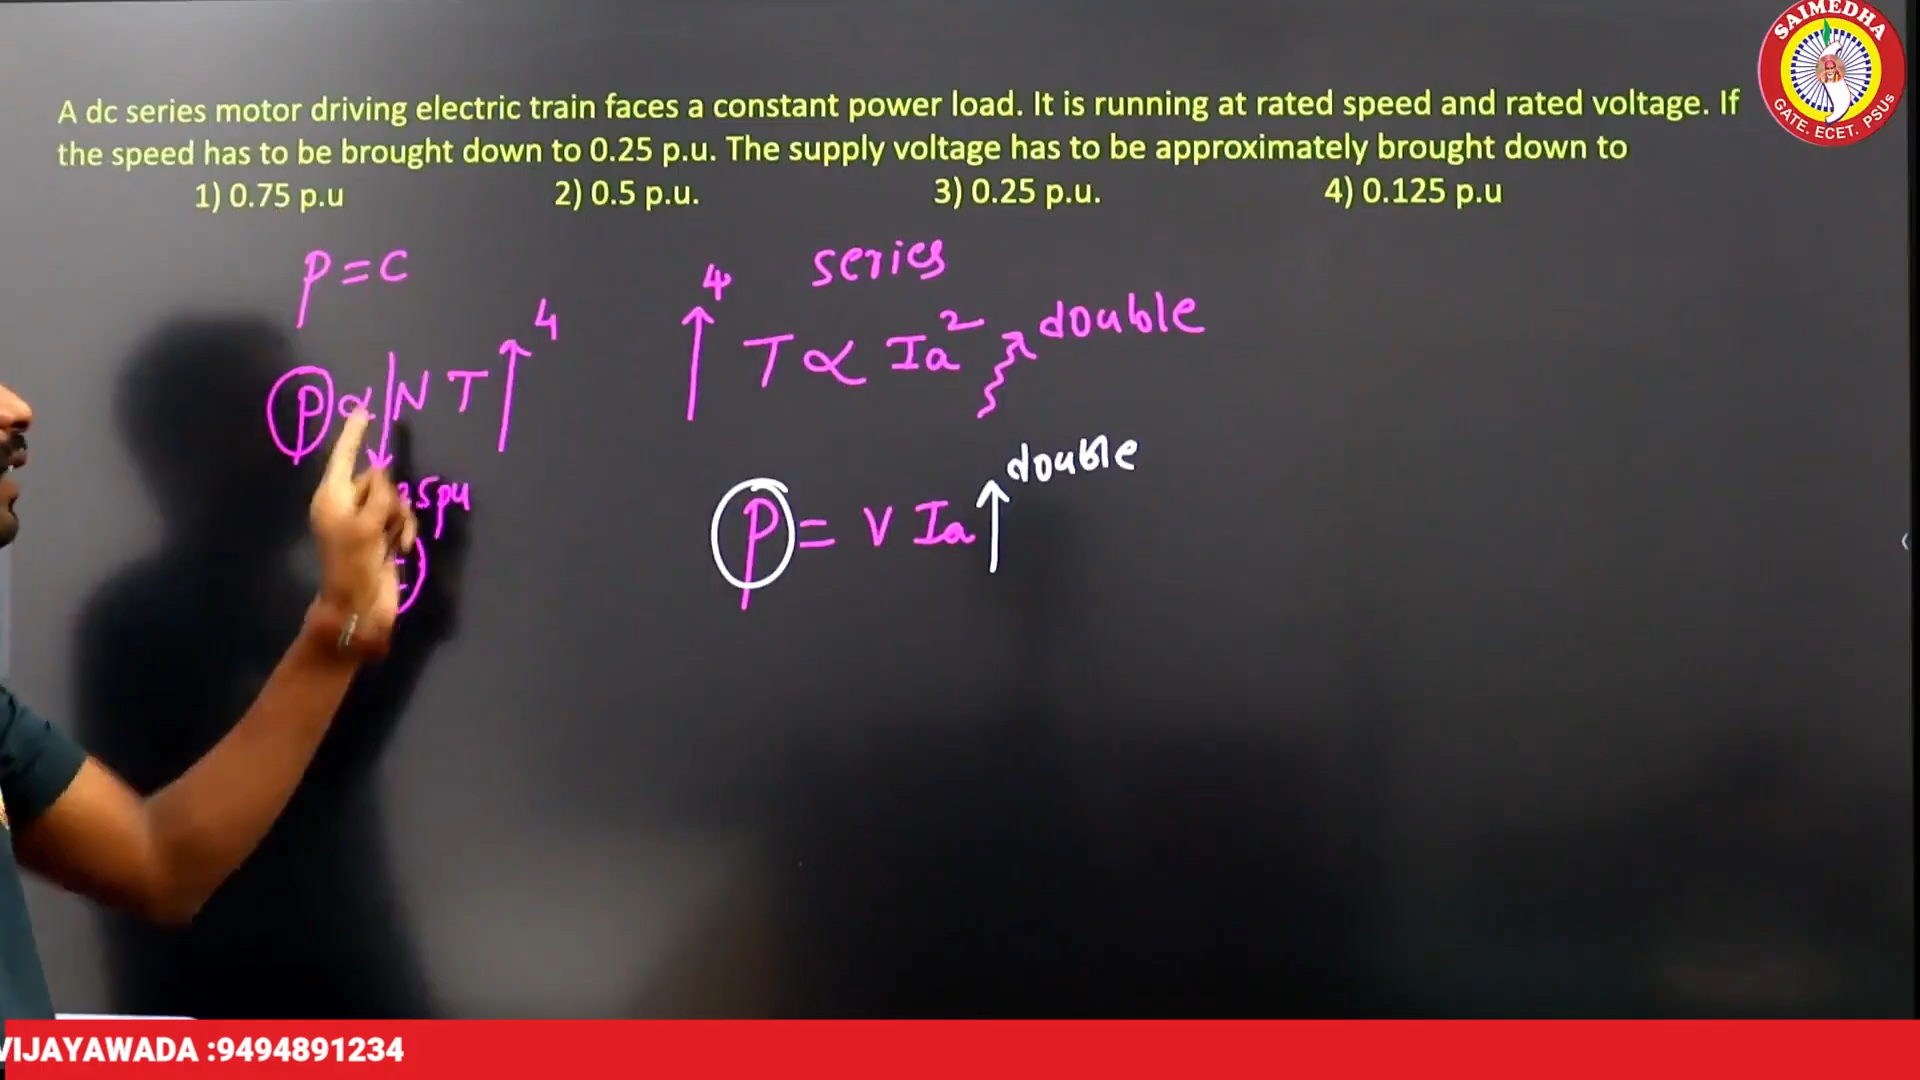 SAIMEDHA
GATE. ECET. PSUs
A dc series motor driving electric train faces a constant power load. It is running at rated speed and rated voltage. If
the speed has to be brought down to 0.25 p.u. The supply voltage has to be approximately brought down to
1) 0.75 p.u 2) 0.5 p.u. 3) 0.25 p.u. 4) 0.125 p.u
P = C
P ∝ N T 4
25pu
series
4 T ∝ Ia² double
P = V Ia double
VIJAYAWADA :9494891234